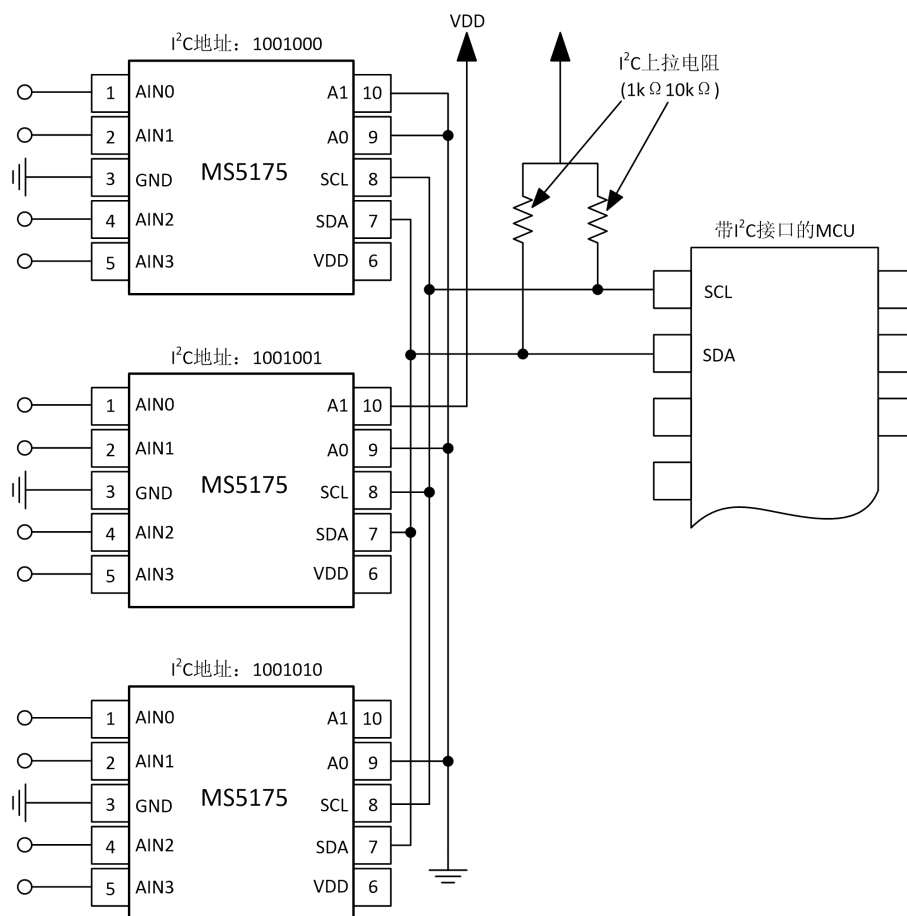 VDD
I²C地址：1001000
I²C上拉电阻
(1kΩ10kΩ)
1 AIN0 A1 10
2 AIN1 A0 9
MS5175
3 GND SCL 8
4 AIN2 SDA 7
5 AIN3 VDD 6
带I²C接口的MCU
SCL
SDA
I²C地址：1001001
1 AIN0 A1 10
2 AIN1 A0 9
MS5175
3 GND SCL 8
4 AIN2 SDA 7
5 AIN3 VDD 6
I²C地址：1001010
1 AIN0 A1 10
2 AIN1 A0 9
MS5175
3 GND SCL 8
4 AIN2 SDA 7
5 AIN3 VDD 6